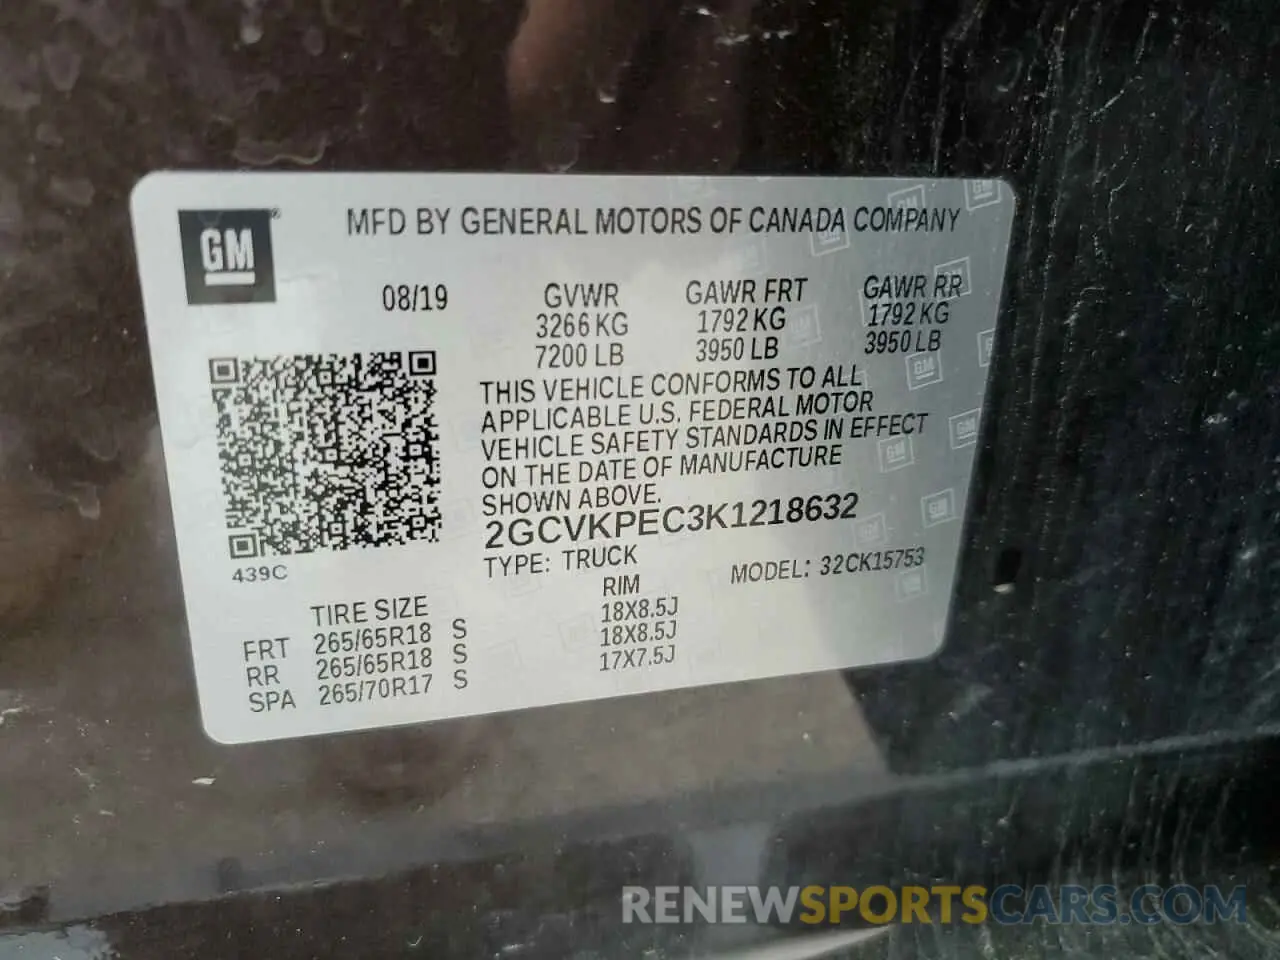 GM
MFD BY GENERAL MOTORS OF CANADA COMPANY
08/19
GVWR GAWR FRT GAWR RR
3266 KG 1792 KG 1792 KG
7200 LB 3950 LB 3950 LB
THIS VEHICLE CONFORMS TO ALL
APPLICABLE U.S. FEDERAL MOTOR
VEHICLE SAFETY STANDARDS IN EFFECT
ON THE DATE OF MANUFACTURE
SHOWN ABOVE.
2GCVKPEC3K1218632
TYPE: TRUCK
MODEL: 32CK15753
439C
TIRE SIZE RIM
FRT 265/65R18 S 18X8.5J
RR 265/65R18 S 18X8.5J
SPA 265/70R17 S 17X7.5J
RENEWSPORTSCARS.COM